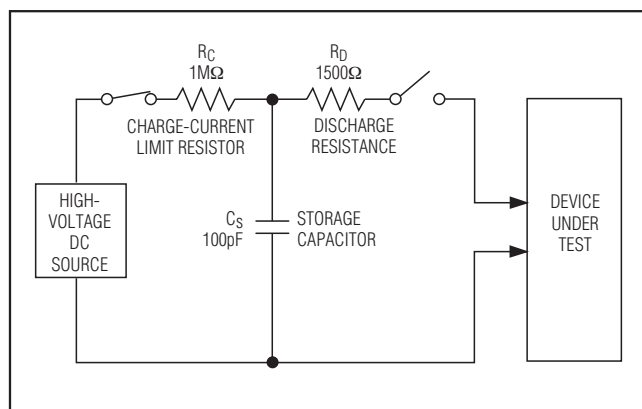 R_C
1MΩ
CHARGE-CURRENT
LIMIT RESISTOR
R_D
1500Ω
DISCHARGE
RESISTANCE
HIGH-
VOLTAGE
DC
SOURCE
C_S
100pF
STORAGE
CAPACITOR
DEVICE
UNDER
TEST